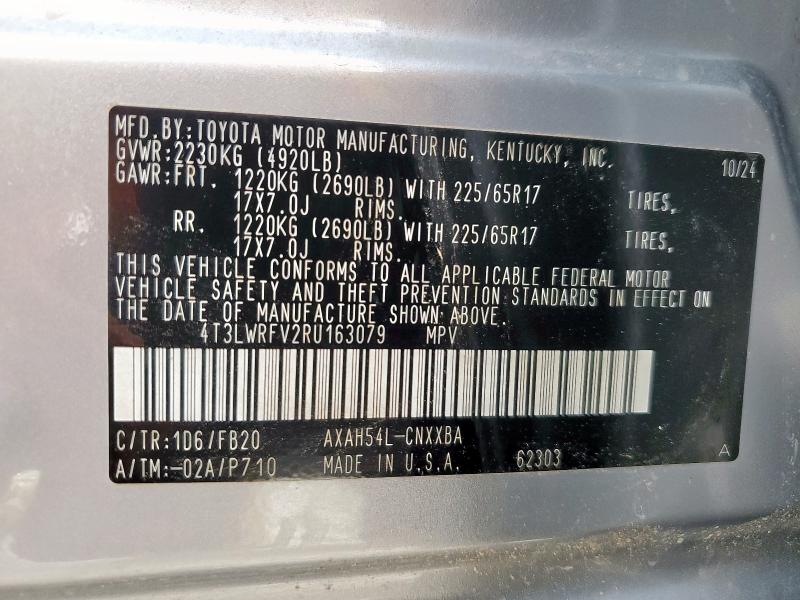 MFD.BY:TOYOTA MOTOR MANUFACTURING, KENTUCKY, INC.
GVWR:2230KG (4920LB) 10/24
GAWR:FRT. 1220KG (2690LB) WITH 225/65R17 TIRES,
17X7.0J RIMS.
RR. 1220KG (2690LB) WITH 225/65R17 TIRES,
17X7.0J RIMS.
THIS VEHICLE CONFORMS TO ALL APPLICABLE FEDERAL MOTOR
VEHICLE SAFETY AND THEFT PREVENTION STANDARDS IN EFFECT ON
THE DATE OF MANUFACTURE SHOWN ABOVE.
4T3LWRFV2RU163079 MPV
C/TR:1D6/FB20 AXAH54L-CNXXBA A
A/TM:-02A/P710 MADE IN U.S.A. 62303